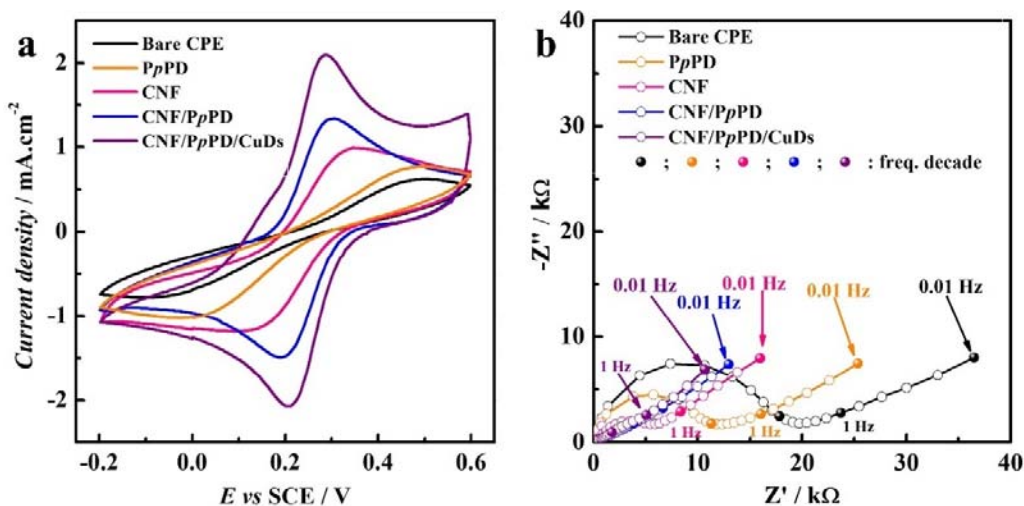 a
Bare CPE
PpPD
CNF
CNF/PpPD
CNF/PpPD/CuDs
Current density / mA.cm⁻²
2
1
0
-1
-2
-0.2
0.0
0.2
0.4
0.6
E vs SCE / V
b
Bare CPE
PpPD
CNF
CNF/PpPD
CNF/PpPD/CuDs
; ; ; ; : freq. decade
-Z'' / kΩ
40
30
20
10
0
0.01 Hz
0.01 Hz
0.01 Hz
0.01 Hz
0.01 Hz
1 Hz
1 Hz
1 Hz
1 Hz
0
10
20
30
40
Z' / kΩ